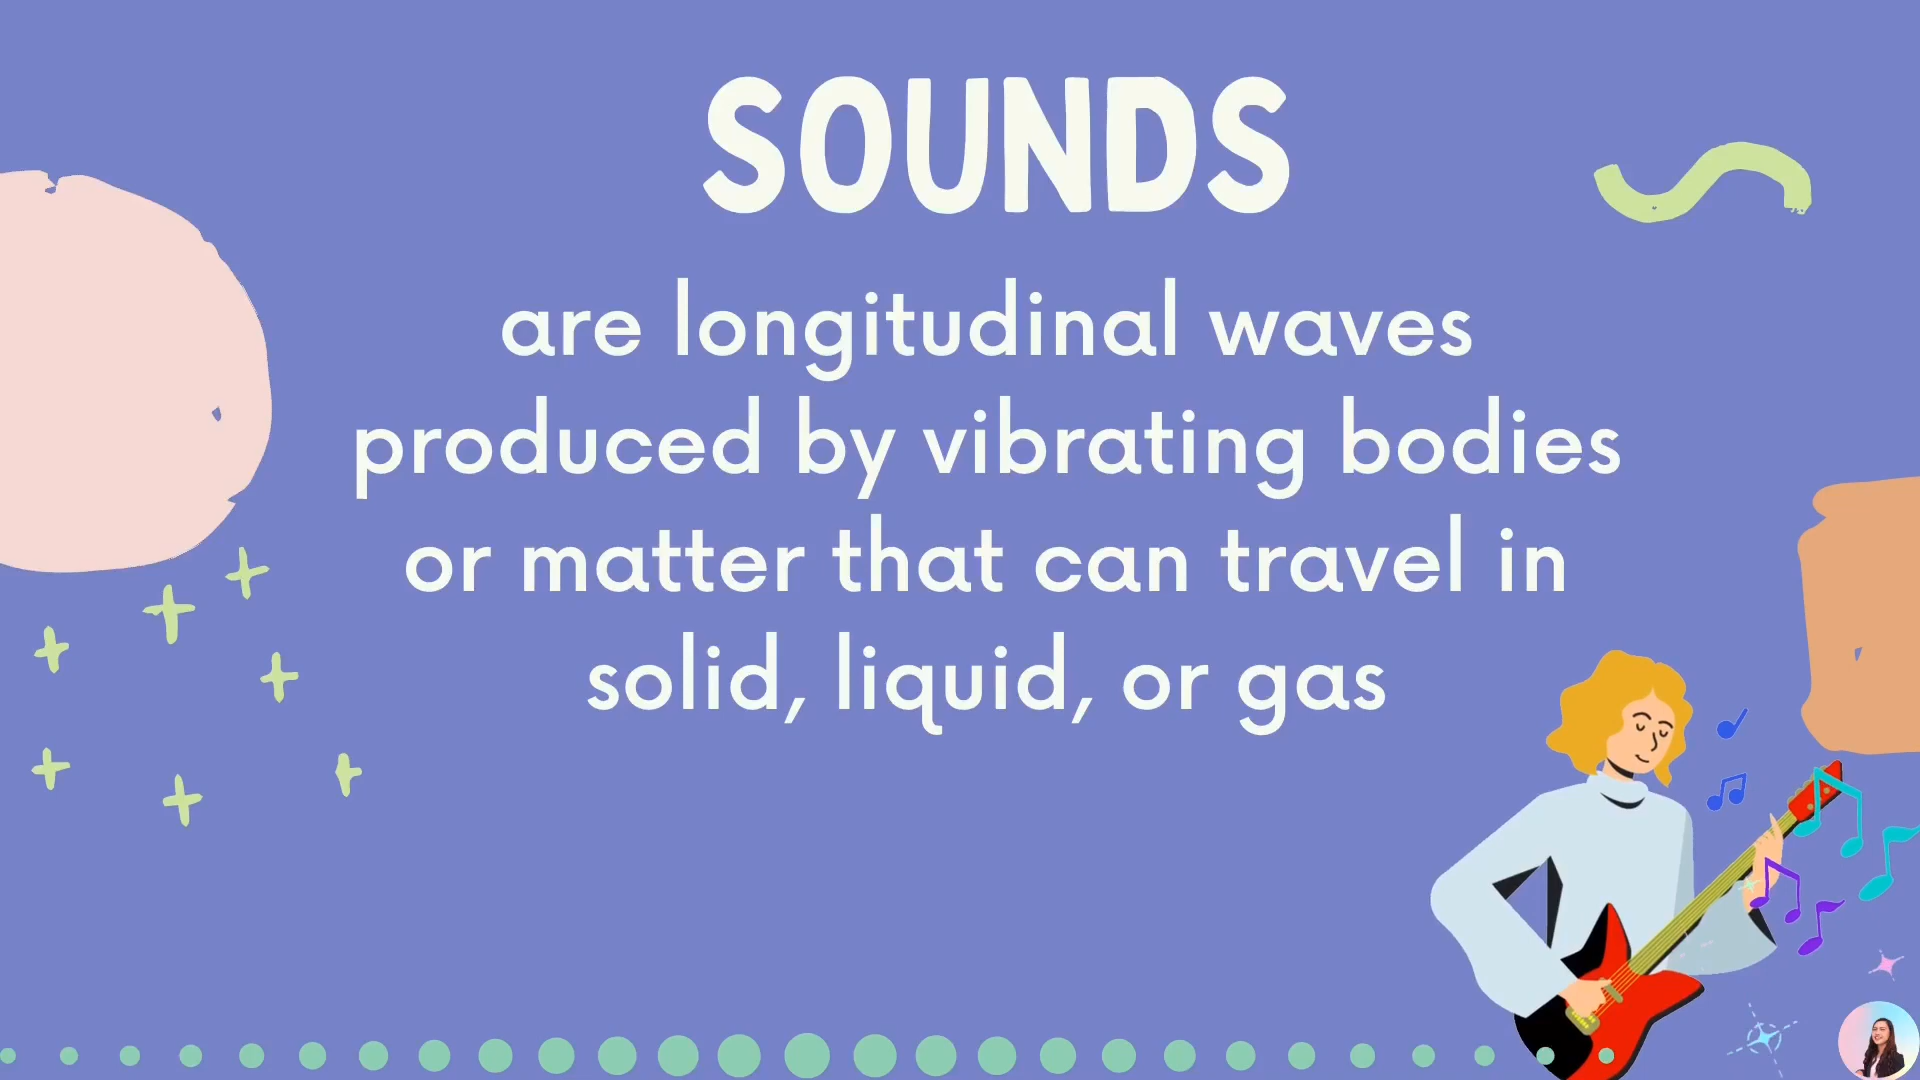 SOUNDS
are longitudinal waves
produced by vibrating bodies
or matter that can travel in
solid, liquid, or gas